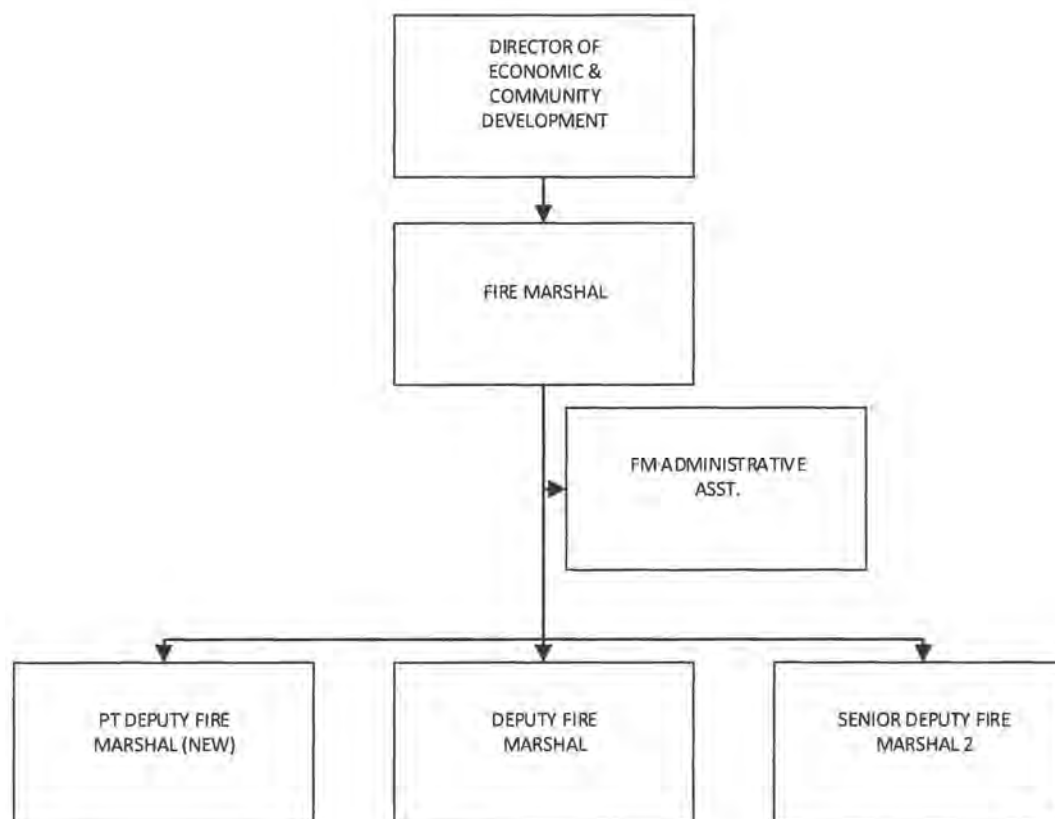 DIRECTOR OF
ECONOMIC &
COMMUNITY
DEVELOPMENT
FIRE MARSHAL
FM ADMINISTRATIVE
ASST.
PT DEPUTY FIRE
MARSHAL (NEW)
DEPUTY FIRE
MARSHAL
SENIOR DEPUTY FIRE
MARSHAL 2